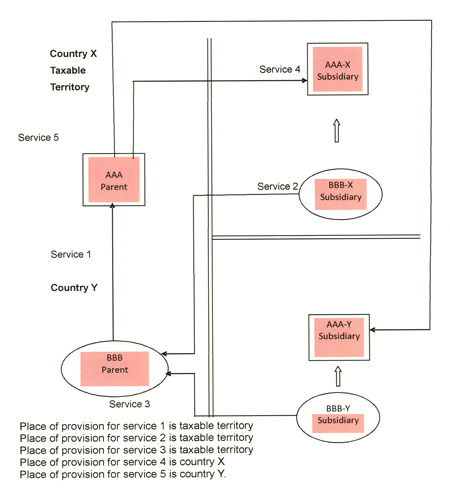 Country X
Taxable
Territory
Service 4
AAA-X
Subsidiary
Service 5
AAA
Parent
Service 2
BBB-X
Subsidiary
Service 1
Country Y
AAA-Y
Subsidiary
BBB
Parent
Service 3
BBB-Y
Subsidiary
Place of provision for service 1 is taxable territory
Place of provision for service 2 is taxable territory
Place of provision for service 3 is taxable territory
Place of provision for service 4 is country X
Place of provision for service 5 is country Y.